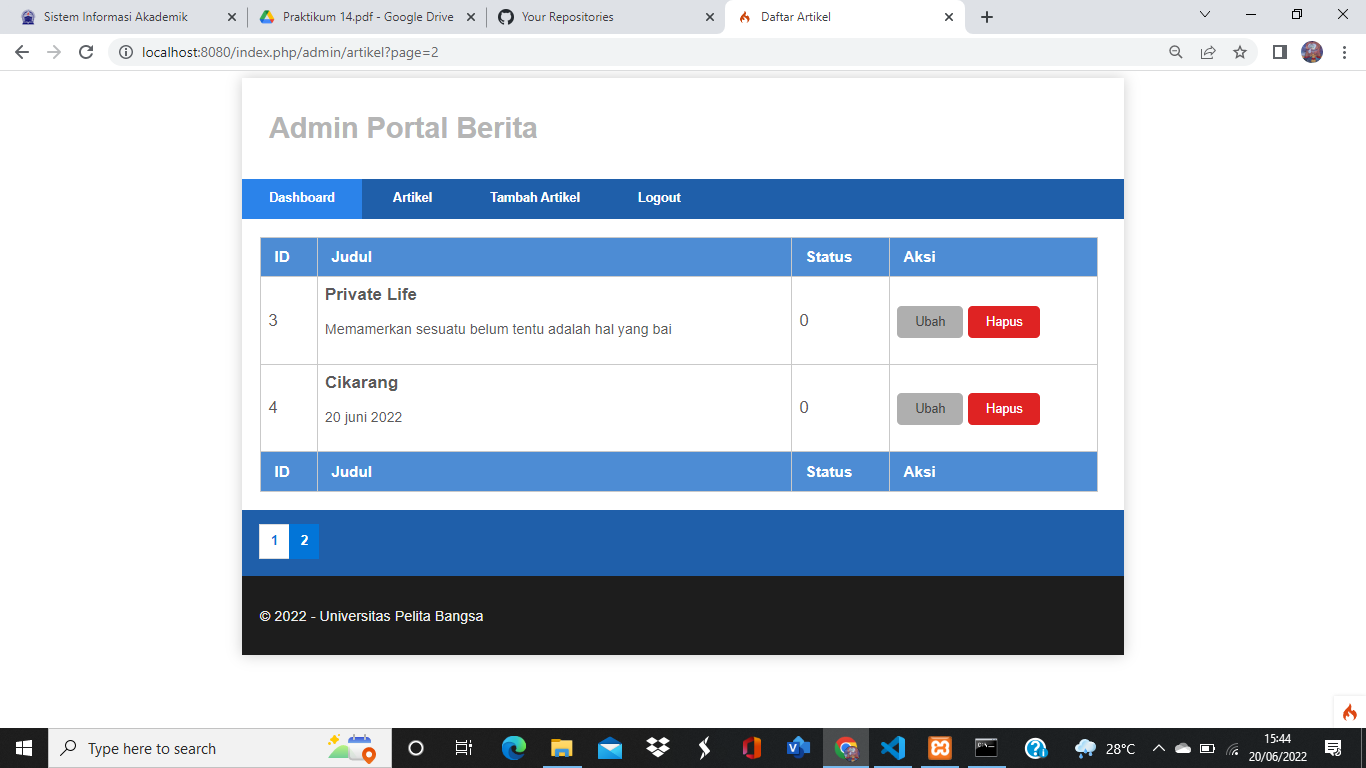 Sistem Informasi Akademik
Praktikum 14.pdf - Google Drive
Your Repositories
Daftar Artikel
localhost:8080/index.php/admin/artikel?page=2
Admin Portal Berita
Dashboard Artikel Tambah Artikel Logout
ID Judul Status Aksi
Private Life
3 0 Ubah Hapus
Memamerkan sesuatu belum tentu adalah hal yang bai
Cikarang
4 0 Ubah Hapus
20 juni 2022
ID Judul Status Aksi
1 2
© 2022 - Universitas Pelita Bangsa
Type here to search
28°C
15:44
20/06/2022